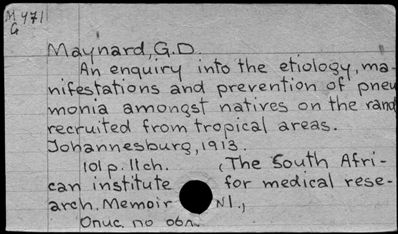 M471
G
Maynard, G.D.
An enquiry into the etiology, ma-
nifestations and prevention of pneu
monia amongst natives on the rand
recruited from tropical areas.
Johannesburg, 1913.
101 p. 11ch. (The South Afri-
can institute for medical rese-
arch. Memoir N1.,
Onuc. no